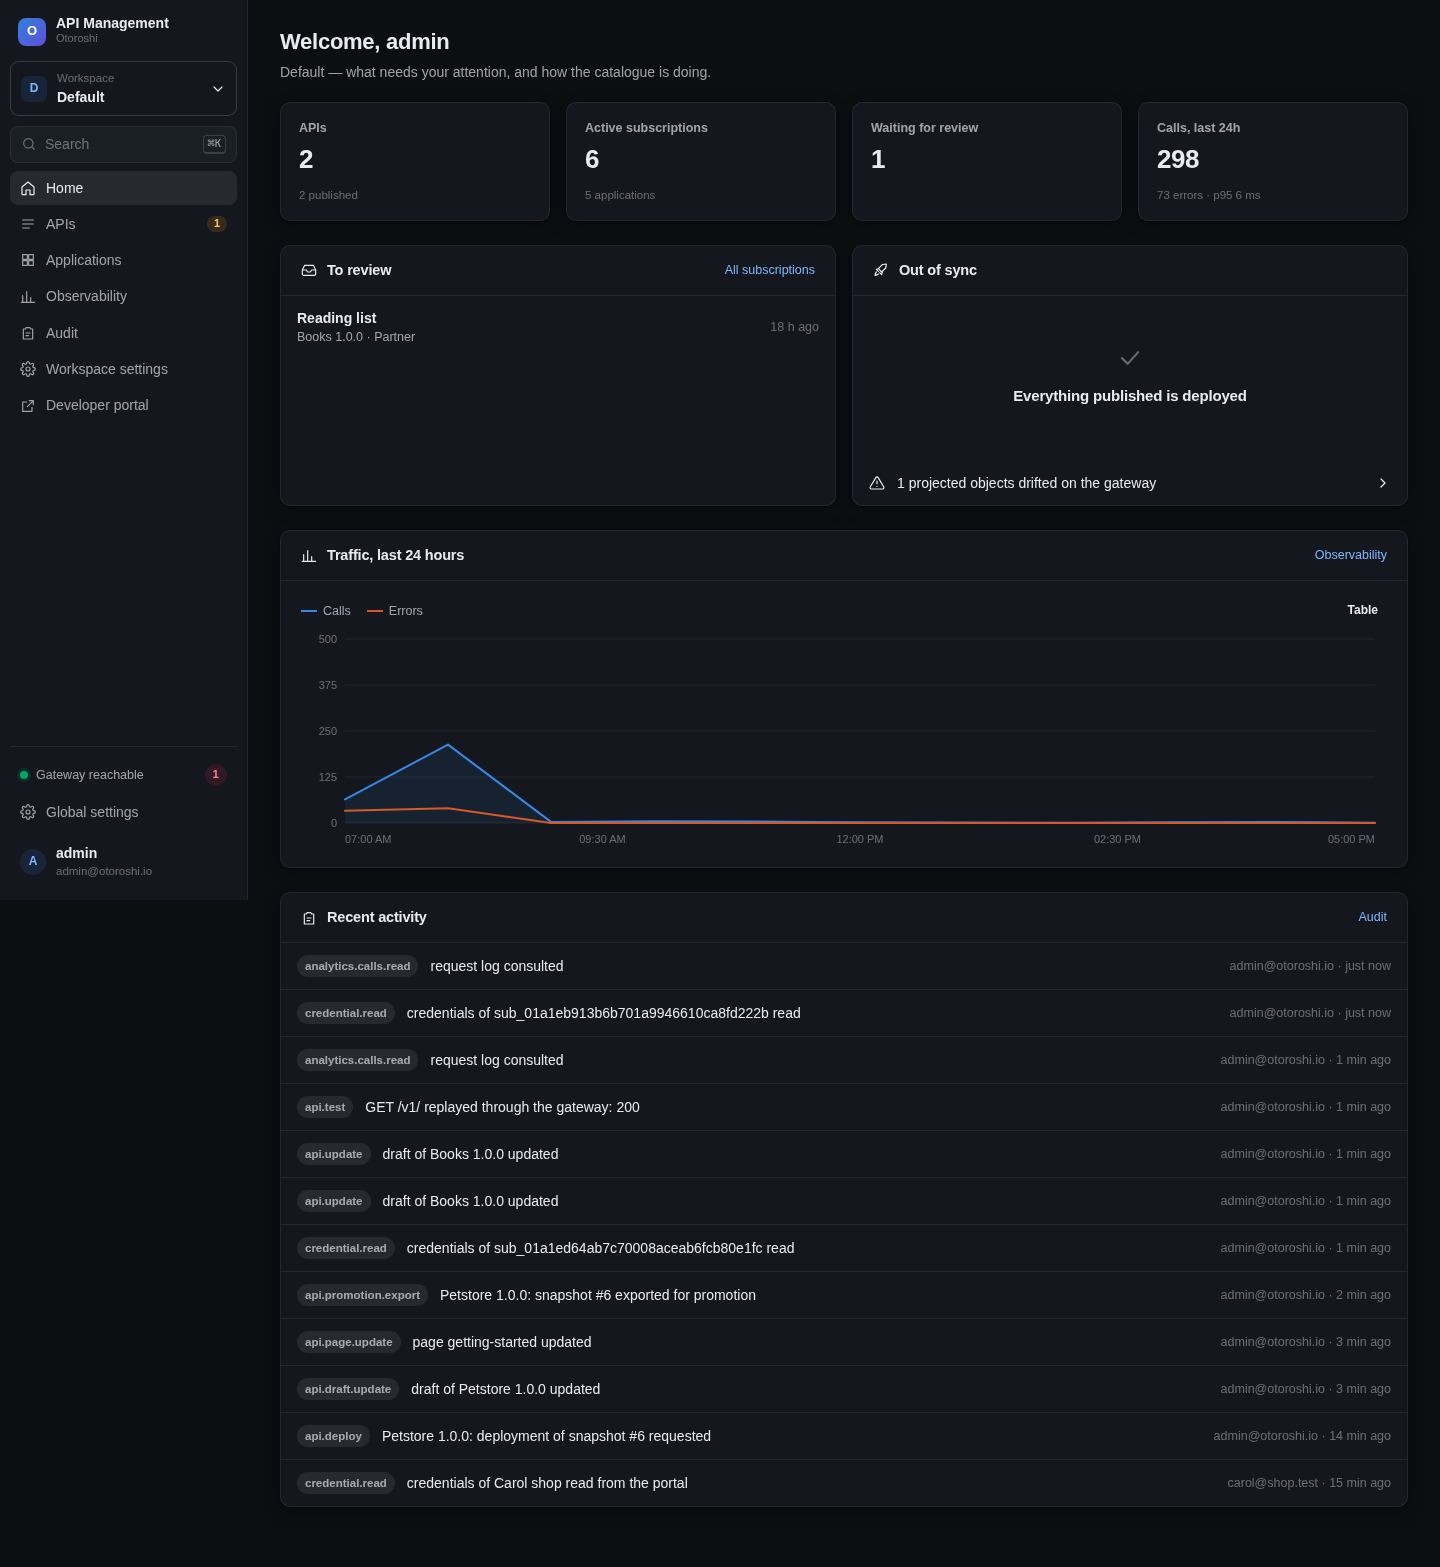 O
API Management
Otoroshi
D
Workspace
Default
Search
⌘K
Home
APIs
1
Applications
Observability
Audit
Workspace settings
Developer portal
Gateway reachable
1
Global settings
A
admin
admin@otoroshi.io
Welcome, admin
Default — what needs your attention, and how the catalogue is doing.
APIs
2
2 published
Active subscriptions
6
5 applications
Waiting for review
1
Calls, last 24h
298
73 errors · p95 6 ms
To review
All subscriptions
Reading list
Books 1.0.0 · Partner
18 h ago
Out of sync
Everything published is deployed
1 projected objects drifted on the gateway
Traffic, last 24 hours
Observability
Calls
Errors
Table
500
375
250
125
0
07:00 AM
09:30 AM
12:00 PM
02:30 PM
05:00 PM
Recent activity
Audit
analytics.calls.read request log consulted admin@otoroshi.io · just now
credential.read credentials of sub_01a1eb913b6b701a9946610ca8fd222b read admin@otoroshi.io · just now
analytics.calls.read request log consulted admin@otoroshi.io · 1 min ago
api.test GET /v1/ replayed through the gateway: 200 admin@otoroshi.io · 1 min ago
api.update draft of Books 1.0.0 updated admin@otoroshi.io · 1 min ago
api.update draft of Books 1.0.0 updated admin@otoroshi.io · 1 min ago
credential.read credentials of sub_01a1ed64ab7c70008aceab6fcb80e1fc read admin@otoroshi.io · 1 min ago
api.promotion.export Petstore 1.0.0: snapshot #6 exported for promotion admin@otoroshi.io · 2 min ago
api.page.update page getting-started updated admin@otoroshi.io · 3 min ago
api.draft.update draft of Petstore 1.0.0 updated admin@otoroshi.io · 3 min ago
api.deploy Petstore 1.0.0: deployment of snapshot #6 requested admin@otoroshi.io · 14 min ago
credential.read credentials of Carol shop read from the portal carol@shop.test · 15 min ago